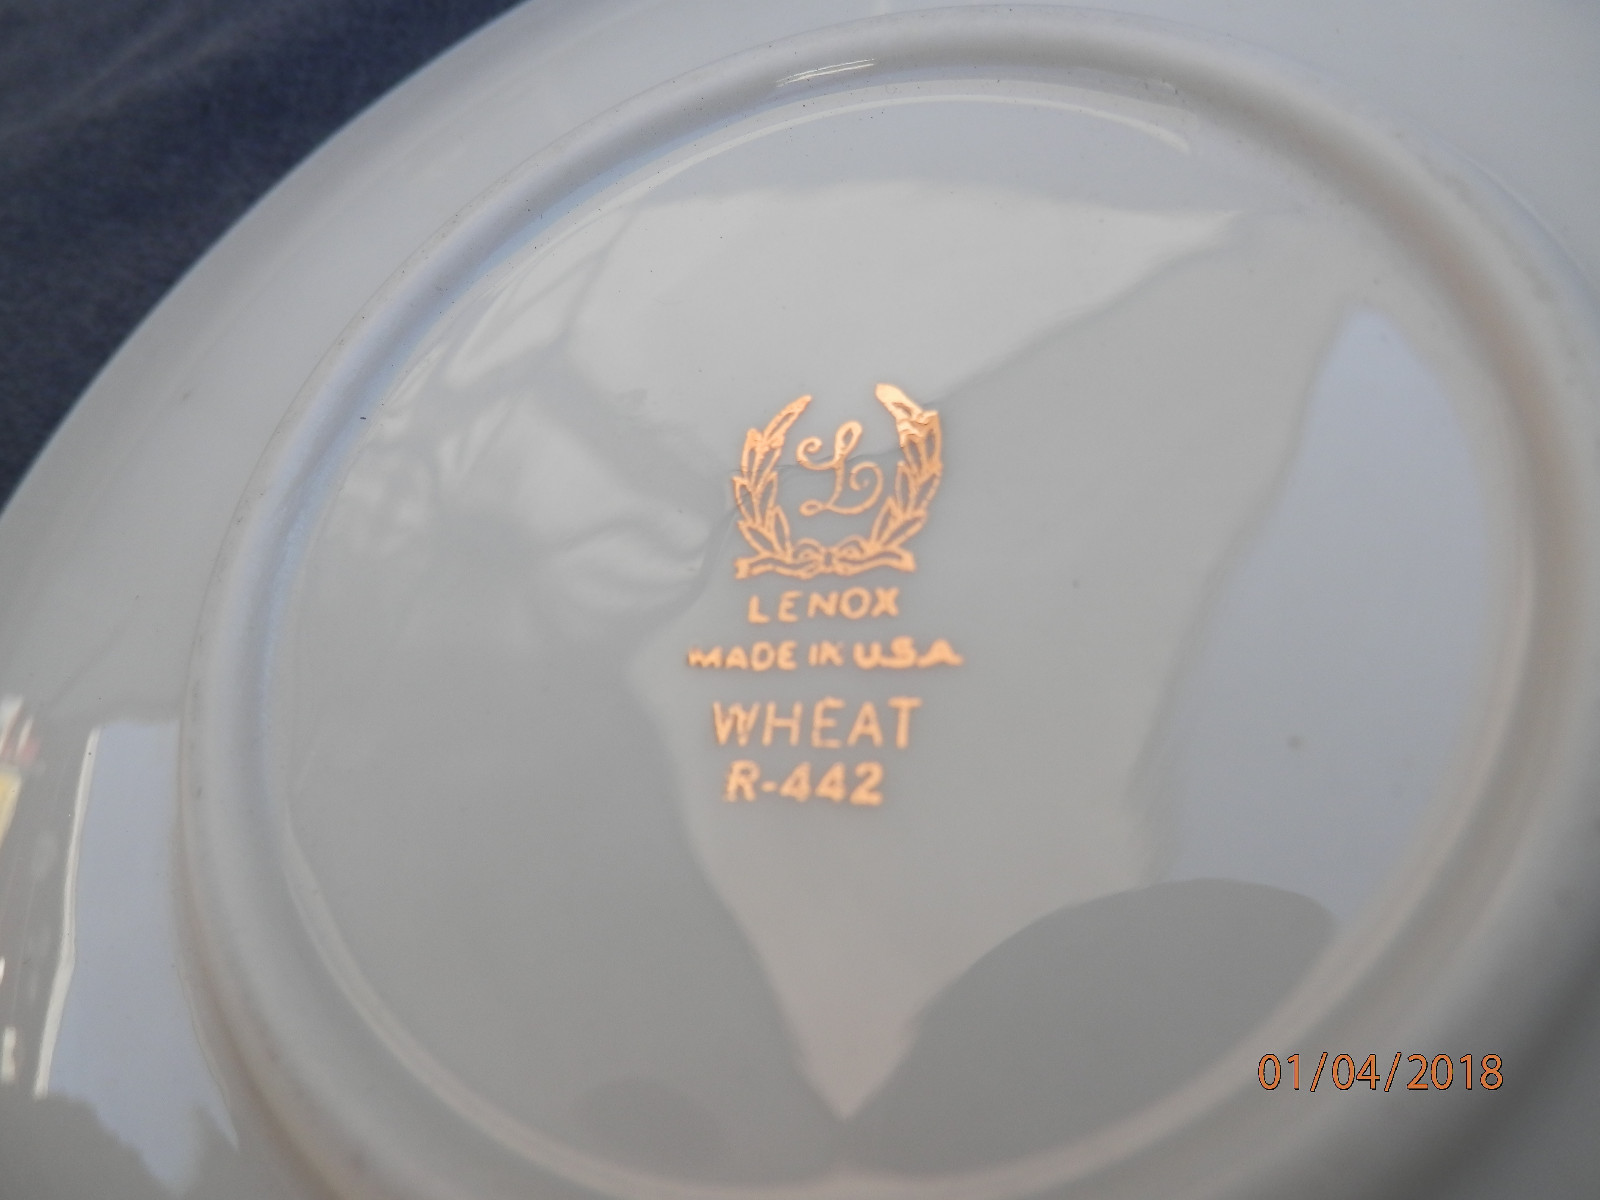 L
LENOX
MADE IN U.S.A.
WHEAT
R-442
01/04/2018